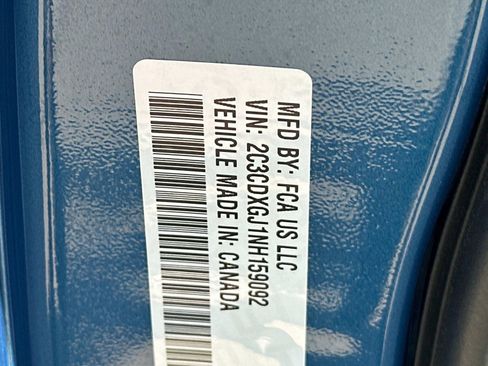 MFD BY: FCA US LLC
VIN: 2C3CDXGJ1NH159092
VEHICLE MADE IN: CANADA